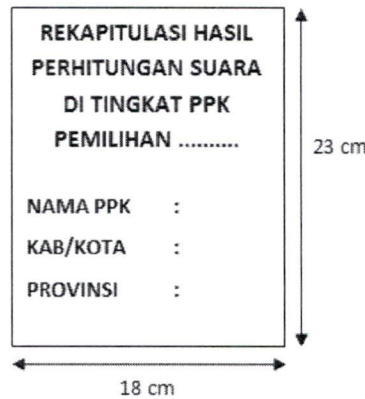 REKAPITULASI HASIL
PERHITUNGAN SUARA
DI TINGKAT PPK
PEMILIHAN ..........
23 cm
NAMA PPK :
KAB/KOTA :
PROVINSI :
18 cm